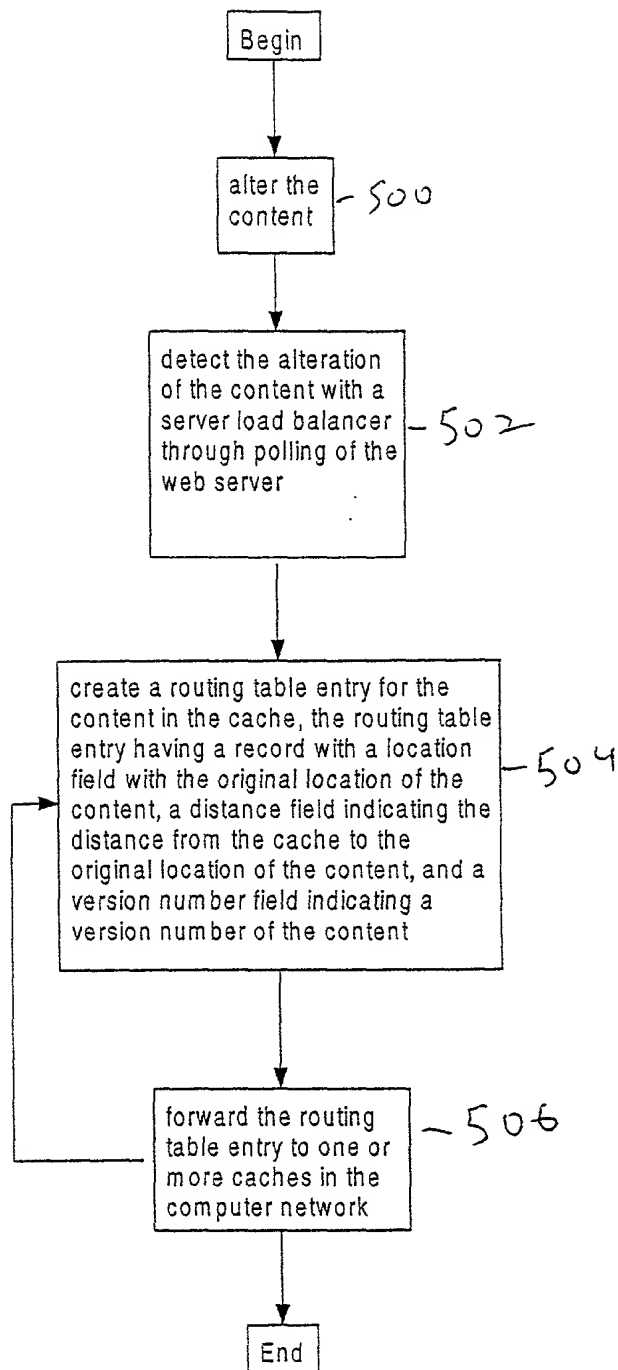 Begin
alter the
content
- 500
detect the alteration
of the content with a
server load balancer
through polling of the
web server
- 502
create a routing table entry for the
content in the cache, the routing table
entry having a record with a location
field with the original location of the
content, a distance field indicating the
distance from the cache to the
original location of the content, and a
version number field indicating a
version number of the content
- 504
forward the routing
table entry to one or
more caches in the
computer network
- 506
End